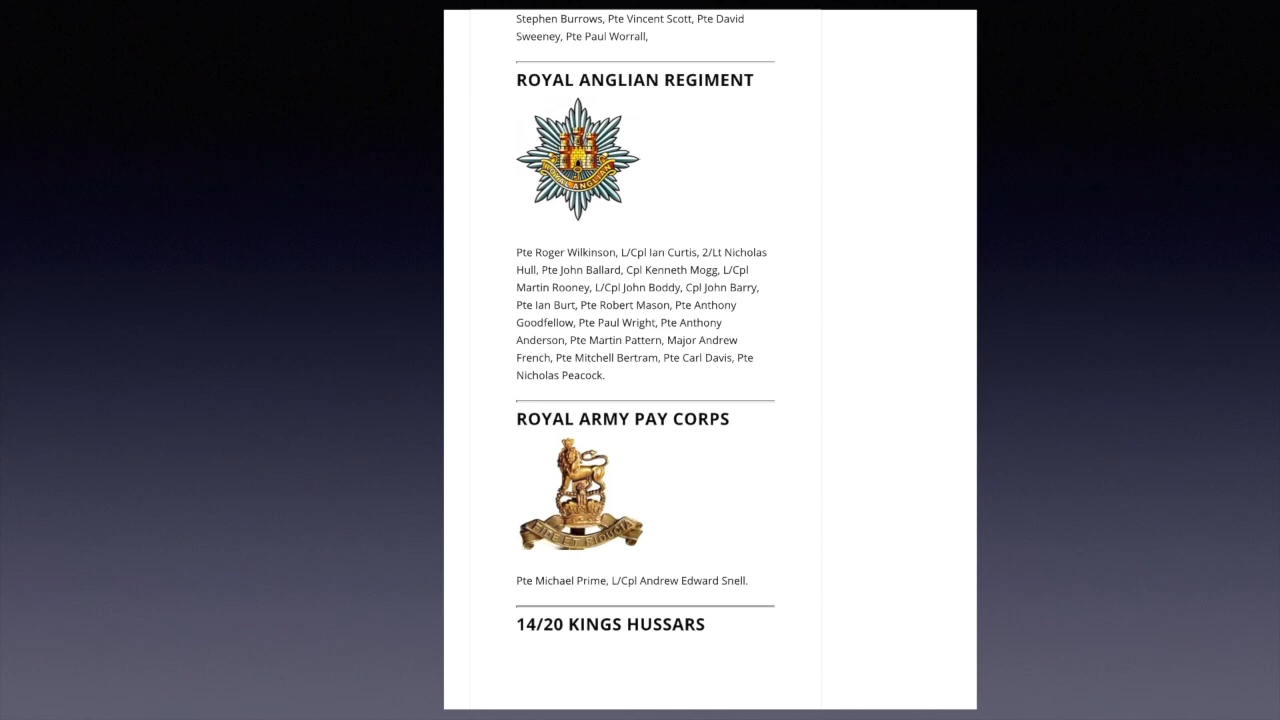 Stephen Burrows, Pte Vincent Scott, Pte David
Sweeney, Pte Paul Worrall,
ROYAL ANGLIAN REGIMENT
ROYAL ANGLIAN
Pte Roger Wilkinson, L/Cpl Ian Curtis, 2/Lt Nicholas
Hull, Pte John Ballard, Cpl Kenneth Mogg, L/Cpl
Martin Rooney, L/Cpl John Boddy, Cpl John Barry,
Pte Ian Burt, Pte Robert Mason, Pte Anthony
Goodfellow, Pte Paul Wright, Pte Anthony
Anderson, Pte Martin Pattern, Major Andrew
French, Pte Mitchell Bertram, Pte Carl Davis, Pte
Nicholas Peacock.
ROYAL ARMY PAY CORPS
FIDE ET FIDUCIA
Pte Michael Prime, L/Cpl Andrew Edward Snell.
14/20 KINGS HUSSARS